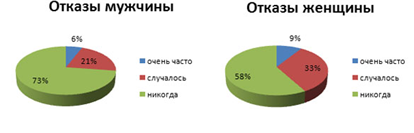 Отказы мужчины
6%
21%
73%
очень часто
случалось
никогда
Отказы женщины
9%
33%
58%
очень часто
случалось
никогда